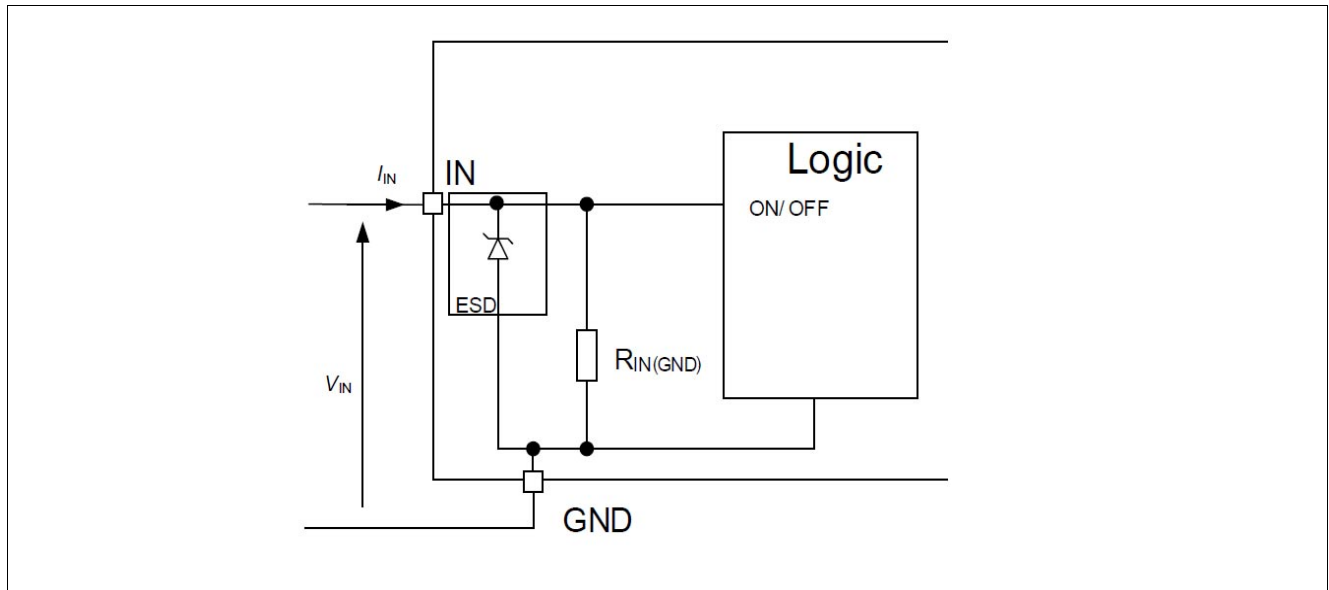 Logic
IN
I_IN
ON/ OFF
ESD
R_IN(GND)
V_IN
GND